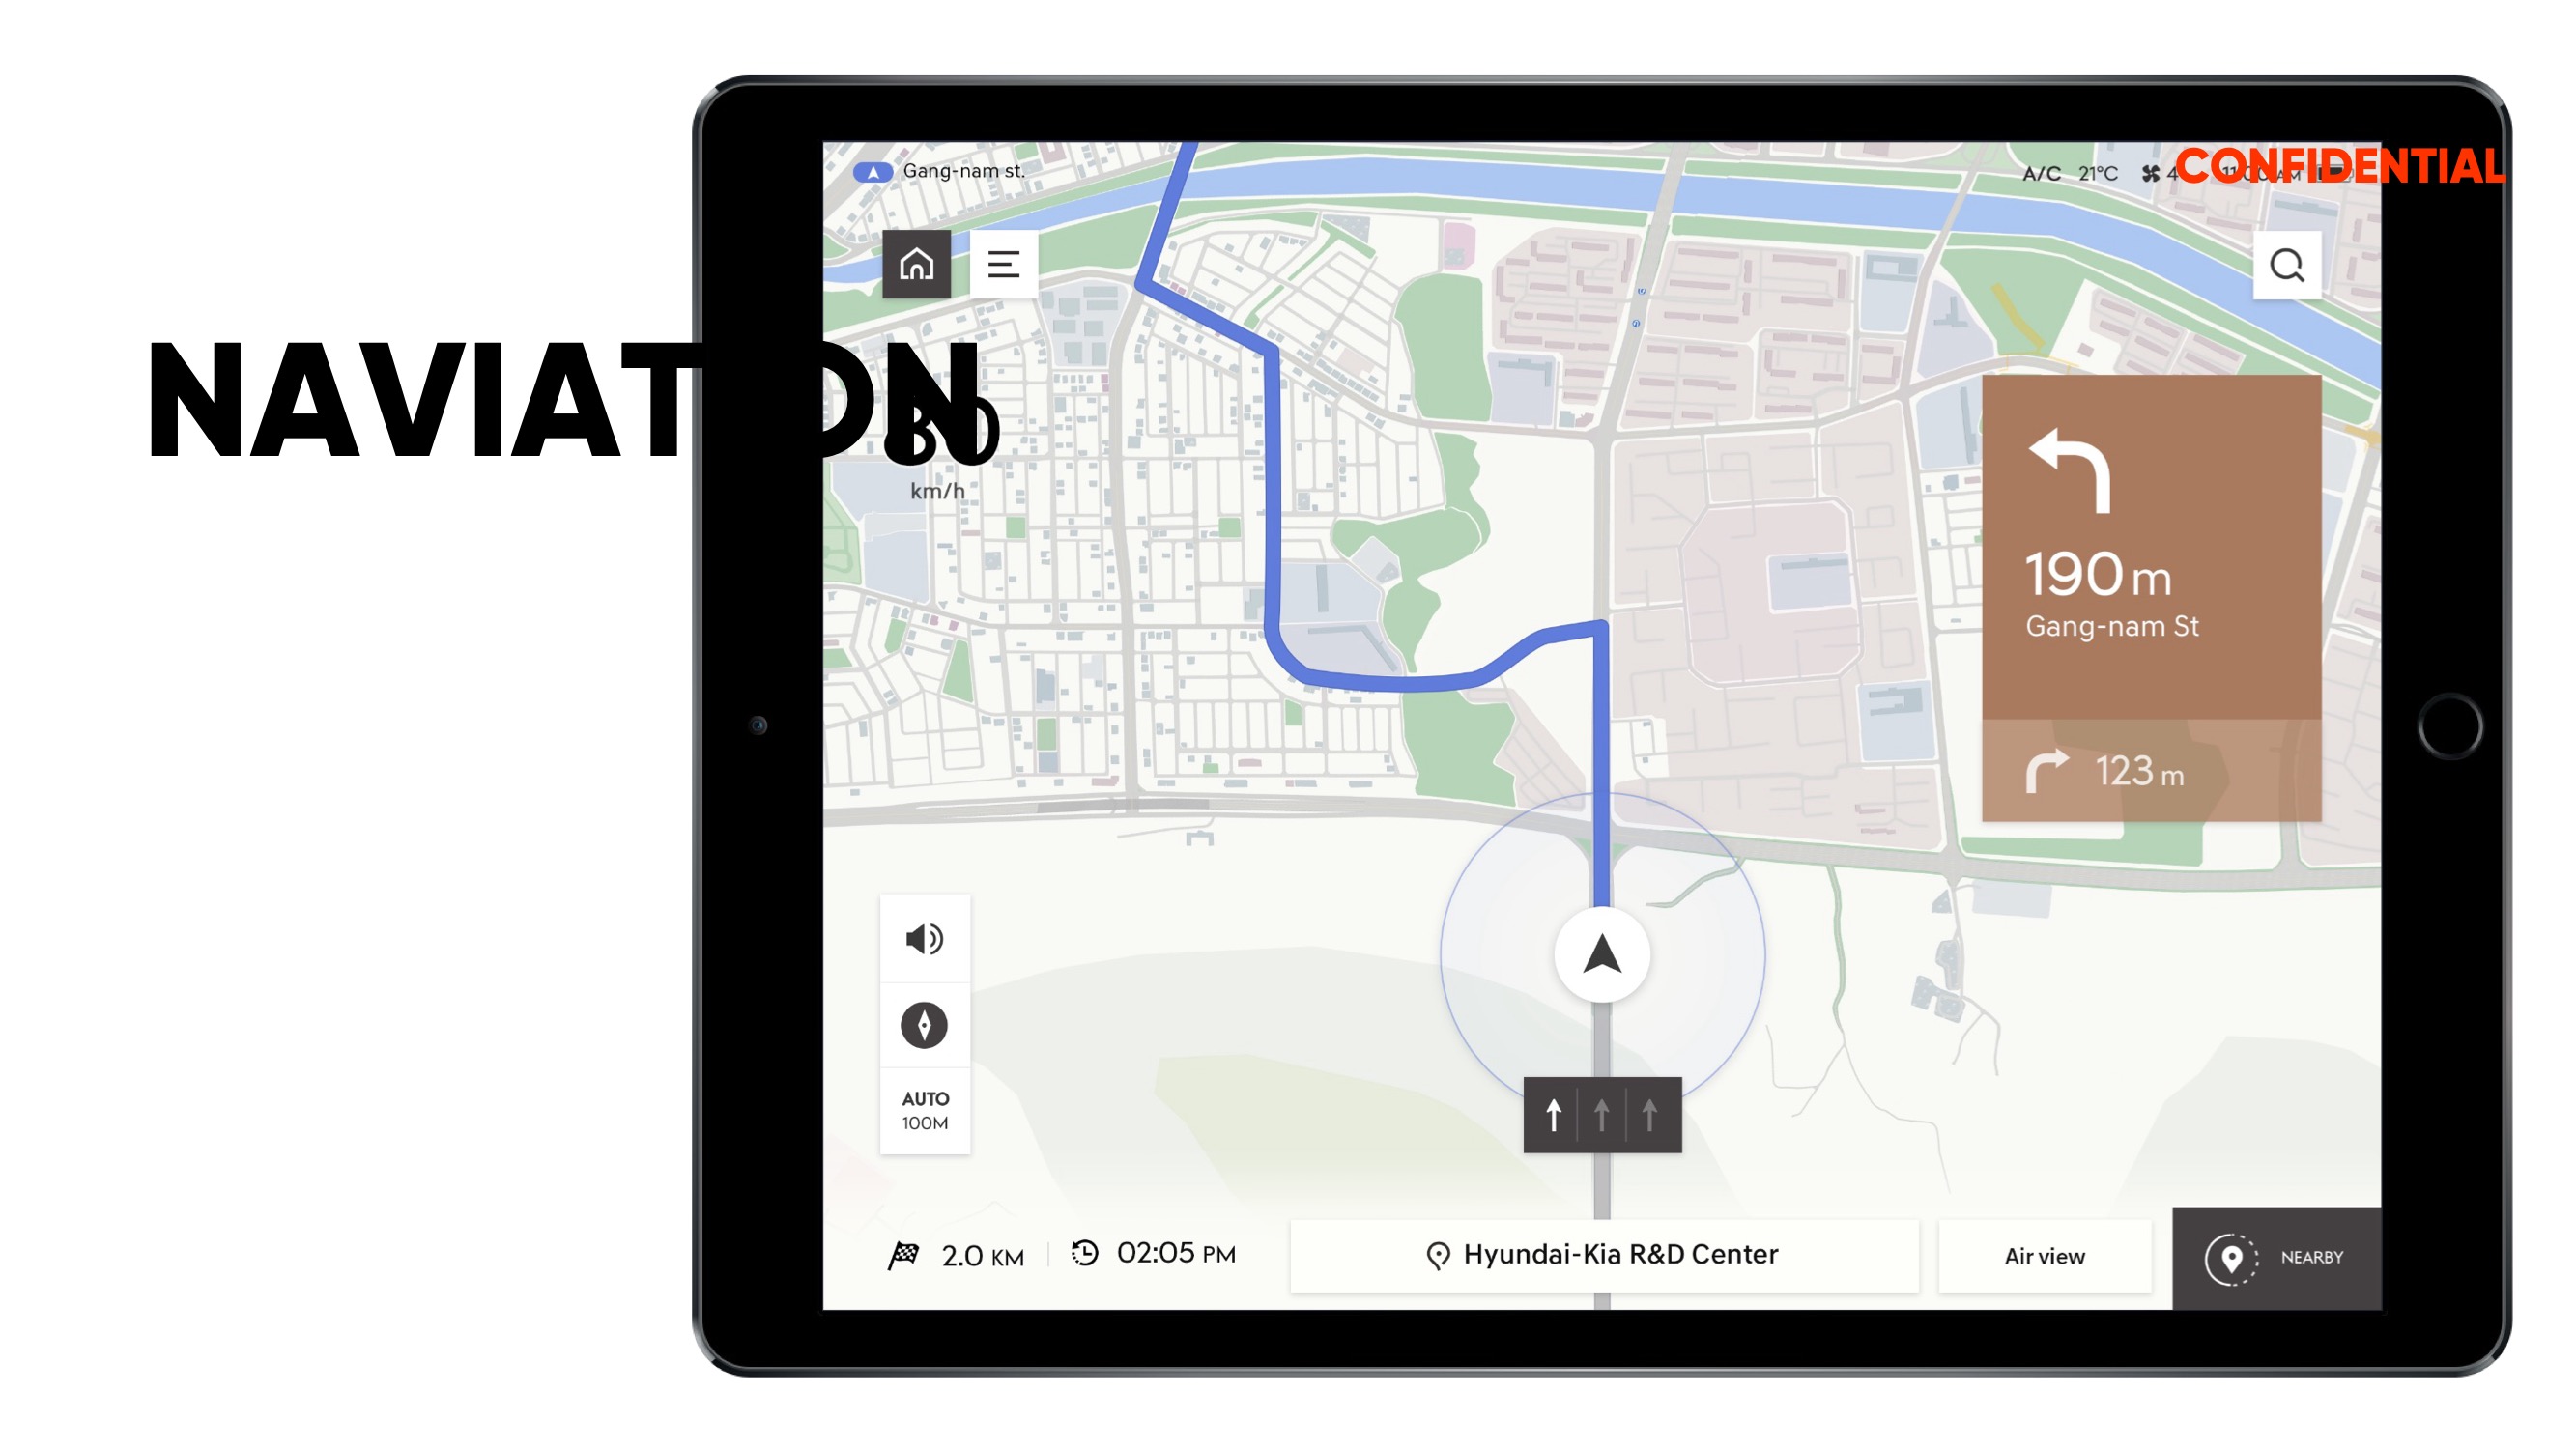 Gang-nam st.
A/C 21°C 4
CONFIDENTIAL
NAVIATION
80
km/h
190 m
Gang-nam St
123 m
AUTO
100M
2.0 KM
02:05 PM
Hyundai-Kia R&D Center
Air view
NEARBY